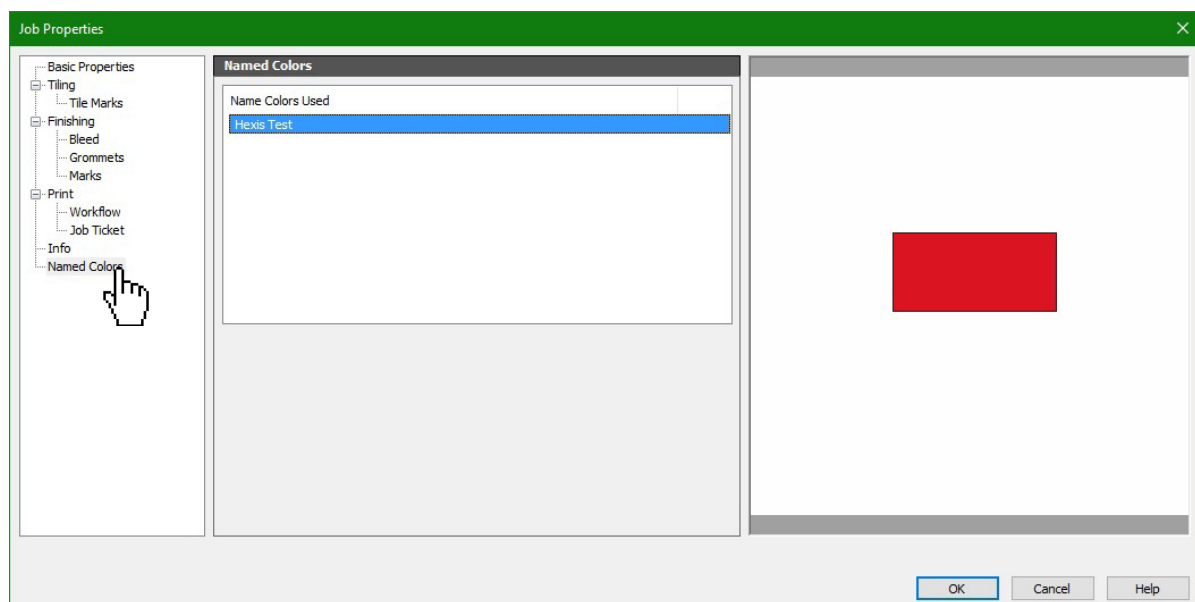 Job Properties
Basic Properties
Tiling
Tile Marks
Finishing
Bleed
Grommets
Marks
Print
Workflow
Job Ticket
Info
Named Colors
Named Colors
Name Colors Used
Hexis Test
OK
Cancel
Help